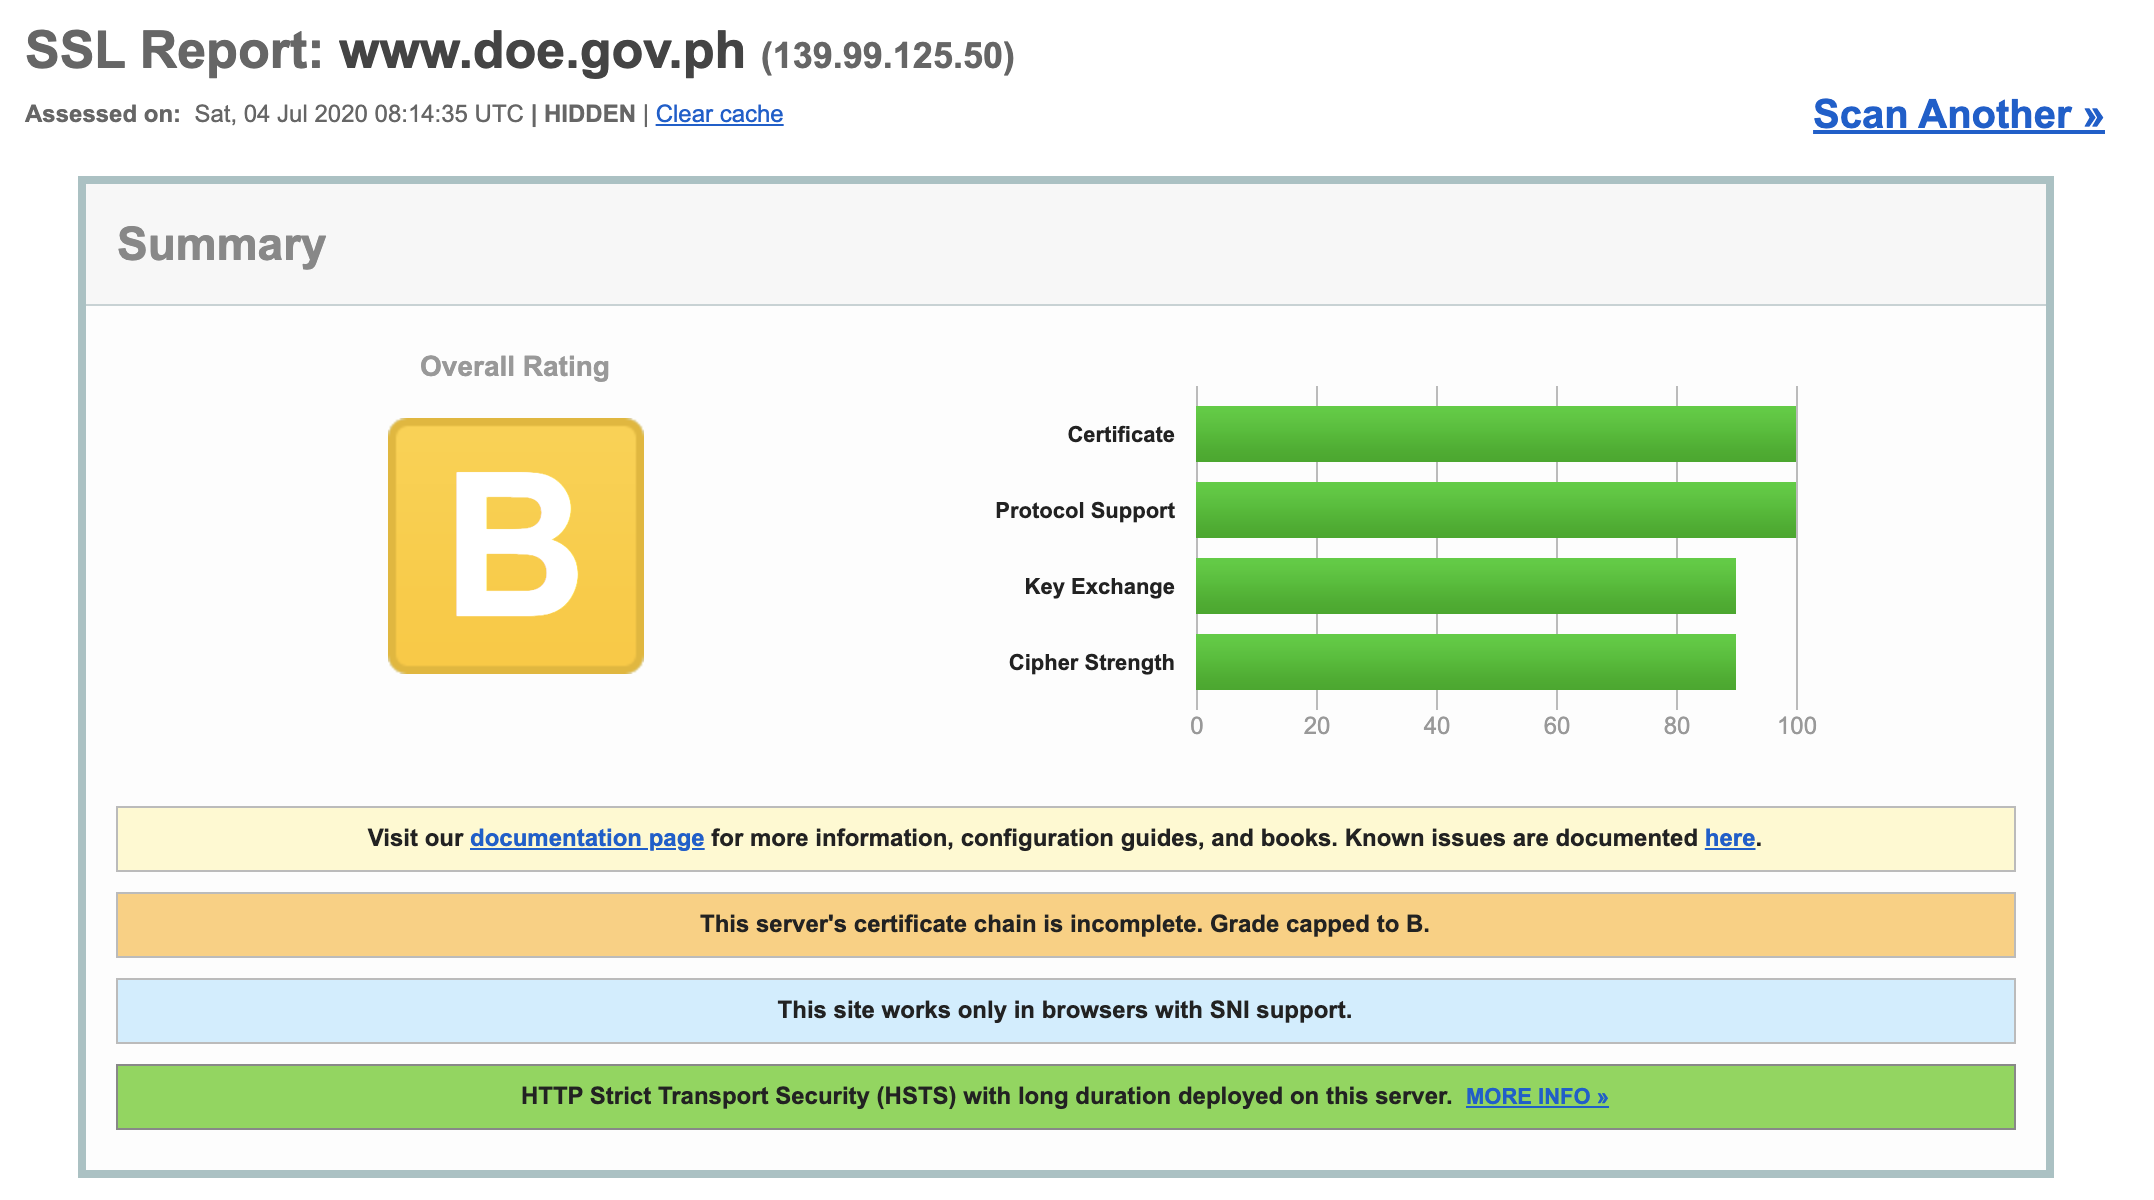 SSL Report: www.doe.gov.ph (139.99.125.50)
Assessed on: Sat, 04 Jul 2020 08:14:35 UTC | HIDDEN | Clear cache
Scan Another »
Summary
Overall Rating
B
Certificate
Protocol Support
Key Exchange
Cipher Strength
0 20 40 60 80 100
Visit our documentation page for more information, configuration guides, and books. Known issues are documented here.
This server's certificate chain is incomplete. Grade capped to B.
This site works only in browsers with SNI support.
HTTP Strict Transport Security (HSTS) with long duration deployed on this server. MORE INFO »